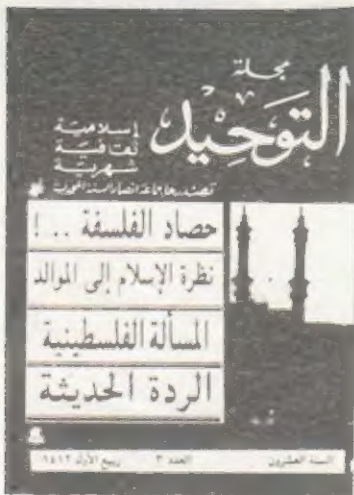 مجلة
التوحيد
إسلامية
ثقافية
شهرية
تصدرها جماعة أنصار السنة المحمدية
حصاد الفلسفة .. !
نظرة الإسلام إلى الموالد
المسألة الفلسطينية
الردة الحديثة
السنة العشرون العدد ٣ ربيع الأول ١٤١٢